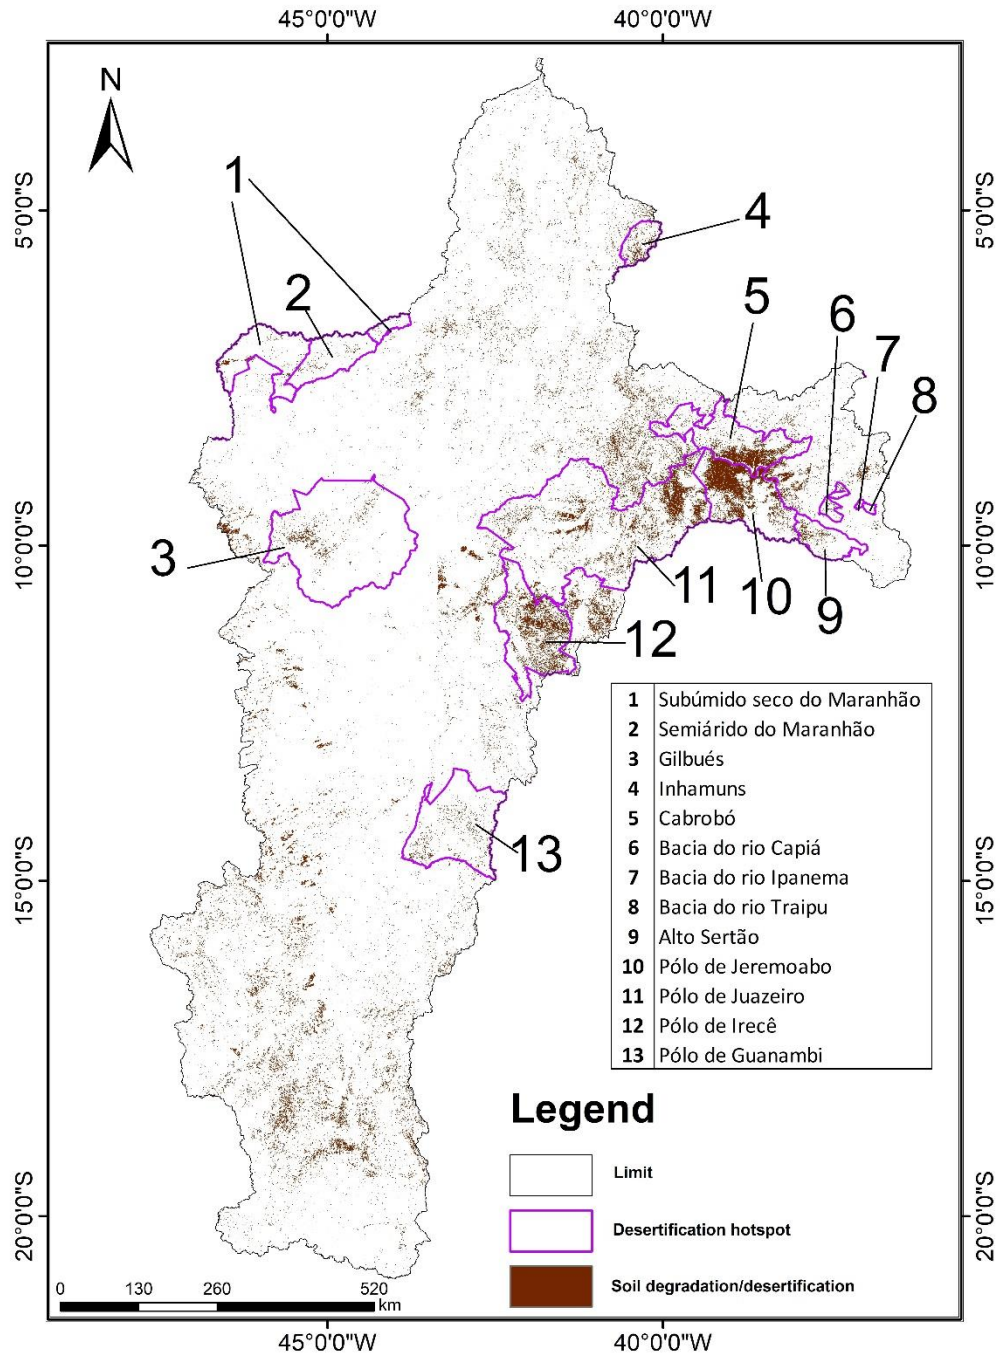 45°0'0"W 40°0'0"W
N
5°0'0"S 5°0'0"S
1
4
2
5
6
7
8
10°0'0"S 10°0'0"S
3
11
10
9
12
1 Subúmido seco do Maranhão
2 Semiárido do Maranhão
3 Gilbués
4 Inhamuns
5 Cabrobó
6 Bacia do rio Capiá
7 Bacia do rio Ipanema
8 Bacia do rio Traipu
9 Alto Sertão
10 Pólo de Jeremoabo
11 Pólo de Juazeiro
12 Pólo de Irecê
13 Pólo de Guanambi
13
15°0'0"S 15°0'0"S
Legend
Limit
Desertification hotspot
Soil degradation/desertification
20°0'0"S 20°0'0"S
0 130 260 520
km
45°0'0"W 40°0'0"W